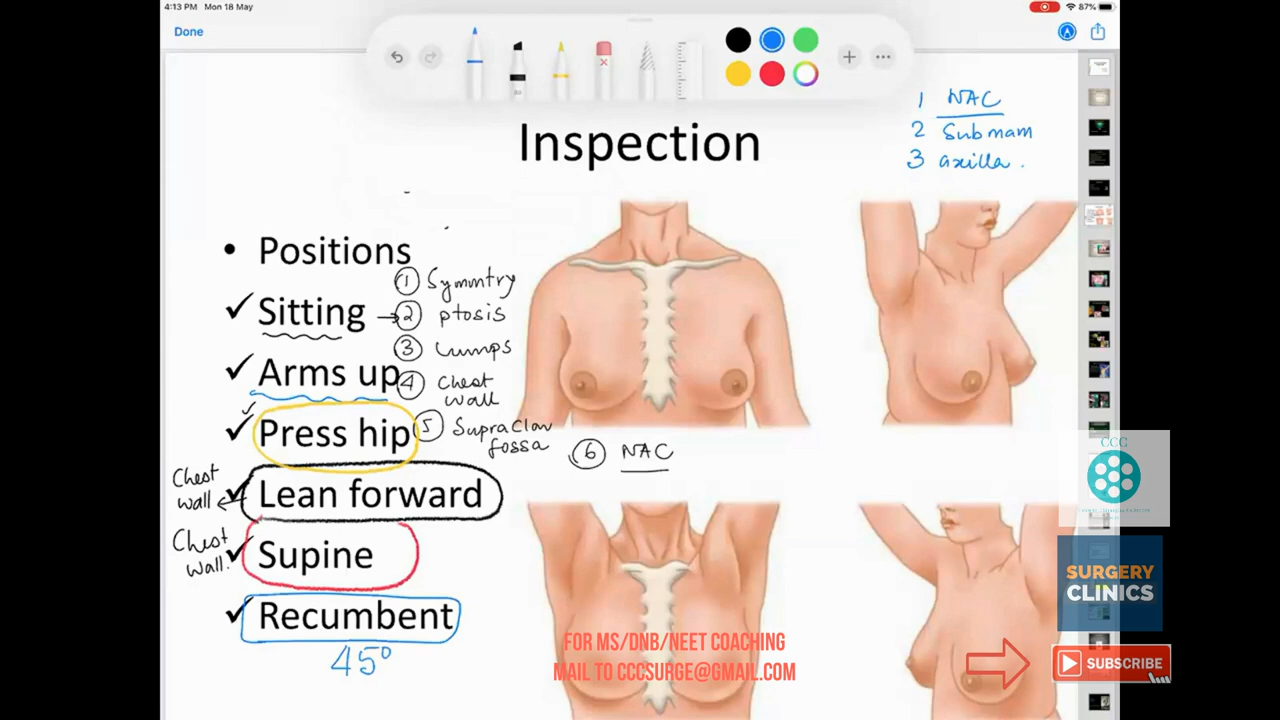 4:13 PM Mon 18 May
87%
Done
1 NAC
2 Submam
3 axilla.
Inspection
• Positions
① Symmtry
✓ Sitting → ② ptosis
③ Lumps
✓ Arms up ④ Chest wall
✓ Press hip ⑤ Supraclav fossa
⑥ NAC
Chest wall ← ✓ Lean forward
Chest wall. ✓ Supine
✓ Recumbent
45°
CCC
SURGERY
CLINICS
FOR MS/DNB/NEET COACHING
MAIL TO CCCSURGE@GMAIL.COM
SUBSCRIBE